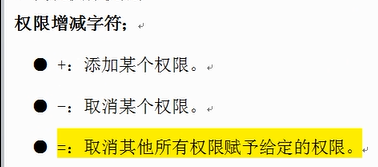 权限增减字符；
● +：添加某个权限。
● -：取消某个权限。
● =：取消其他所有权限赋予给定的权限。